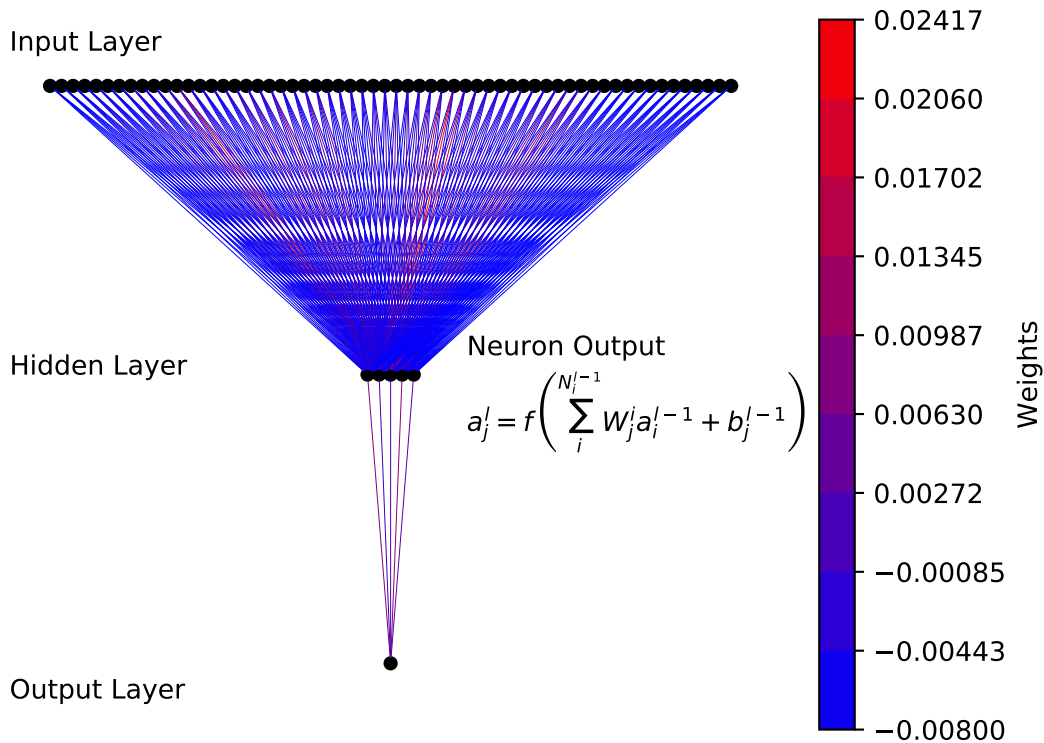 Input Layer
Hidden Layer
Neuron Output
a_j^l = f(∑_i^{N_i^{l−1}} W_j^i a_i^{l−1} + b_j^{l−1})
Output Layer
0.02417
0.02060
0.01702
0.01345
0.00987
0.00630
0.00272
−0.00085
−0.00443
−0.00800
Weights